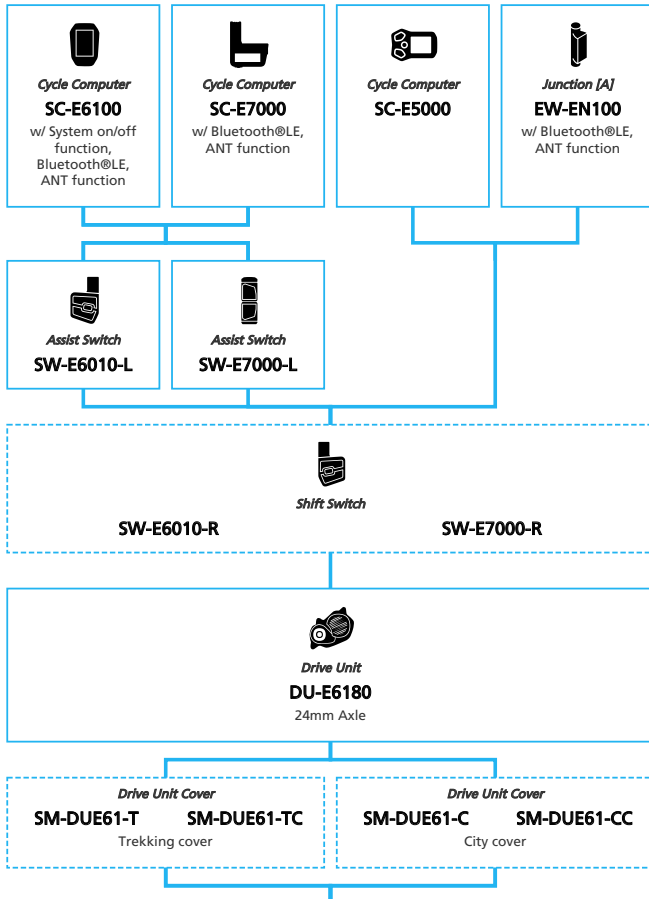 Cycle Computer
SC-E6100
w/ System on/off
function,
Bluetooth®LE,
ANT function
Cycle Computer
SC-E7000
w/ Bluetooth®LE,
ANT function
Cycle Computer
SC-E5000
Junction [A]
EW-EN100
w/ Bluetooth®LE,
ANT function
Assist Switch
SW-E6010-L
Assist Switch
SW-E7000-L
Shift Switch
SW-E6010-R
SW-E7000-R
Drive Unit
DU-E6180
24mm Axle
Drive Unit Cover
SM-DUE61-T SM-DUE61-TC
Trekking cover
Drive Unit Cover
SM-DUE61-C SM-DUE61-CC
City cover